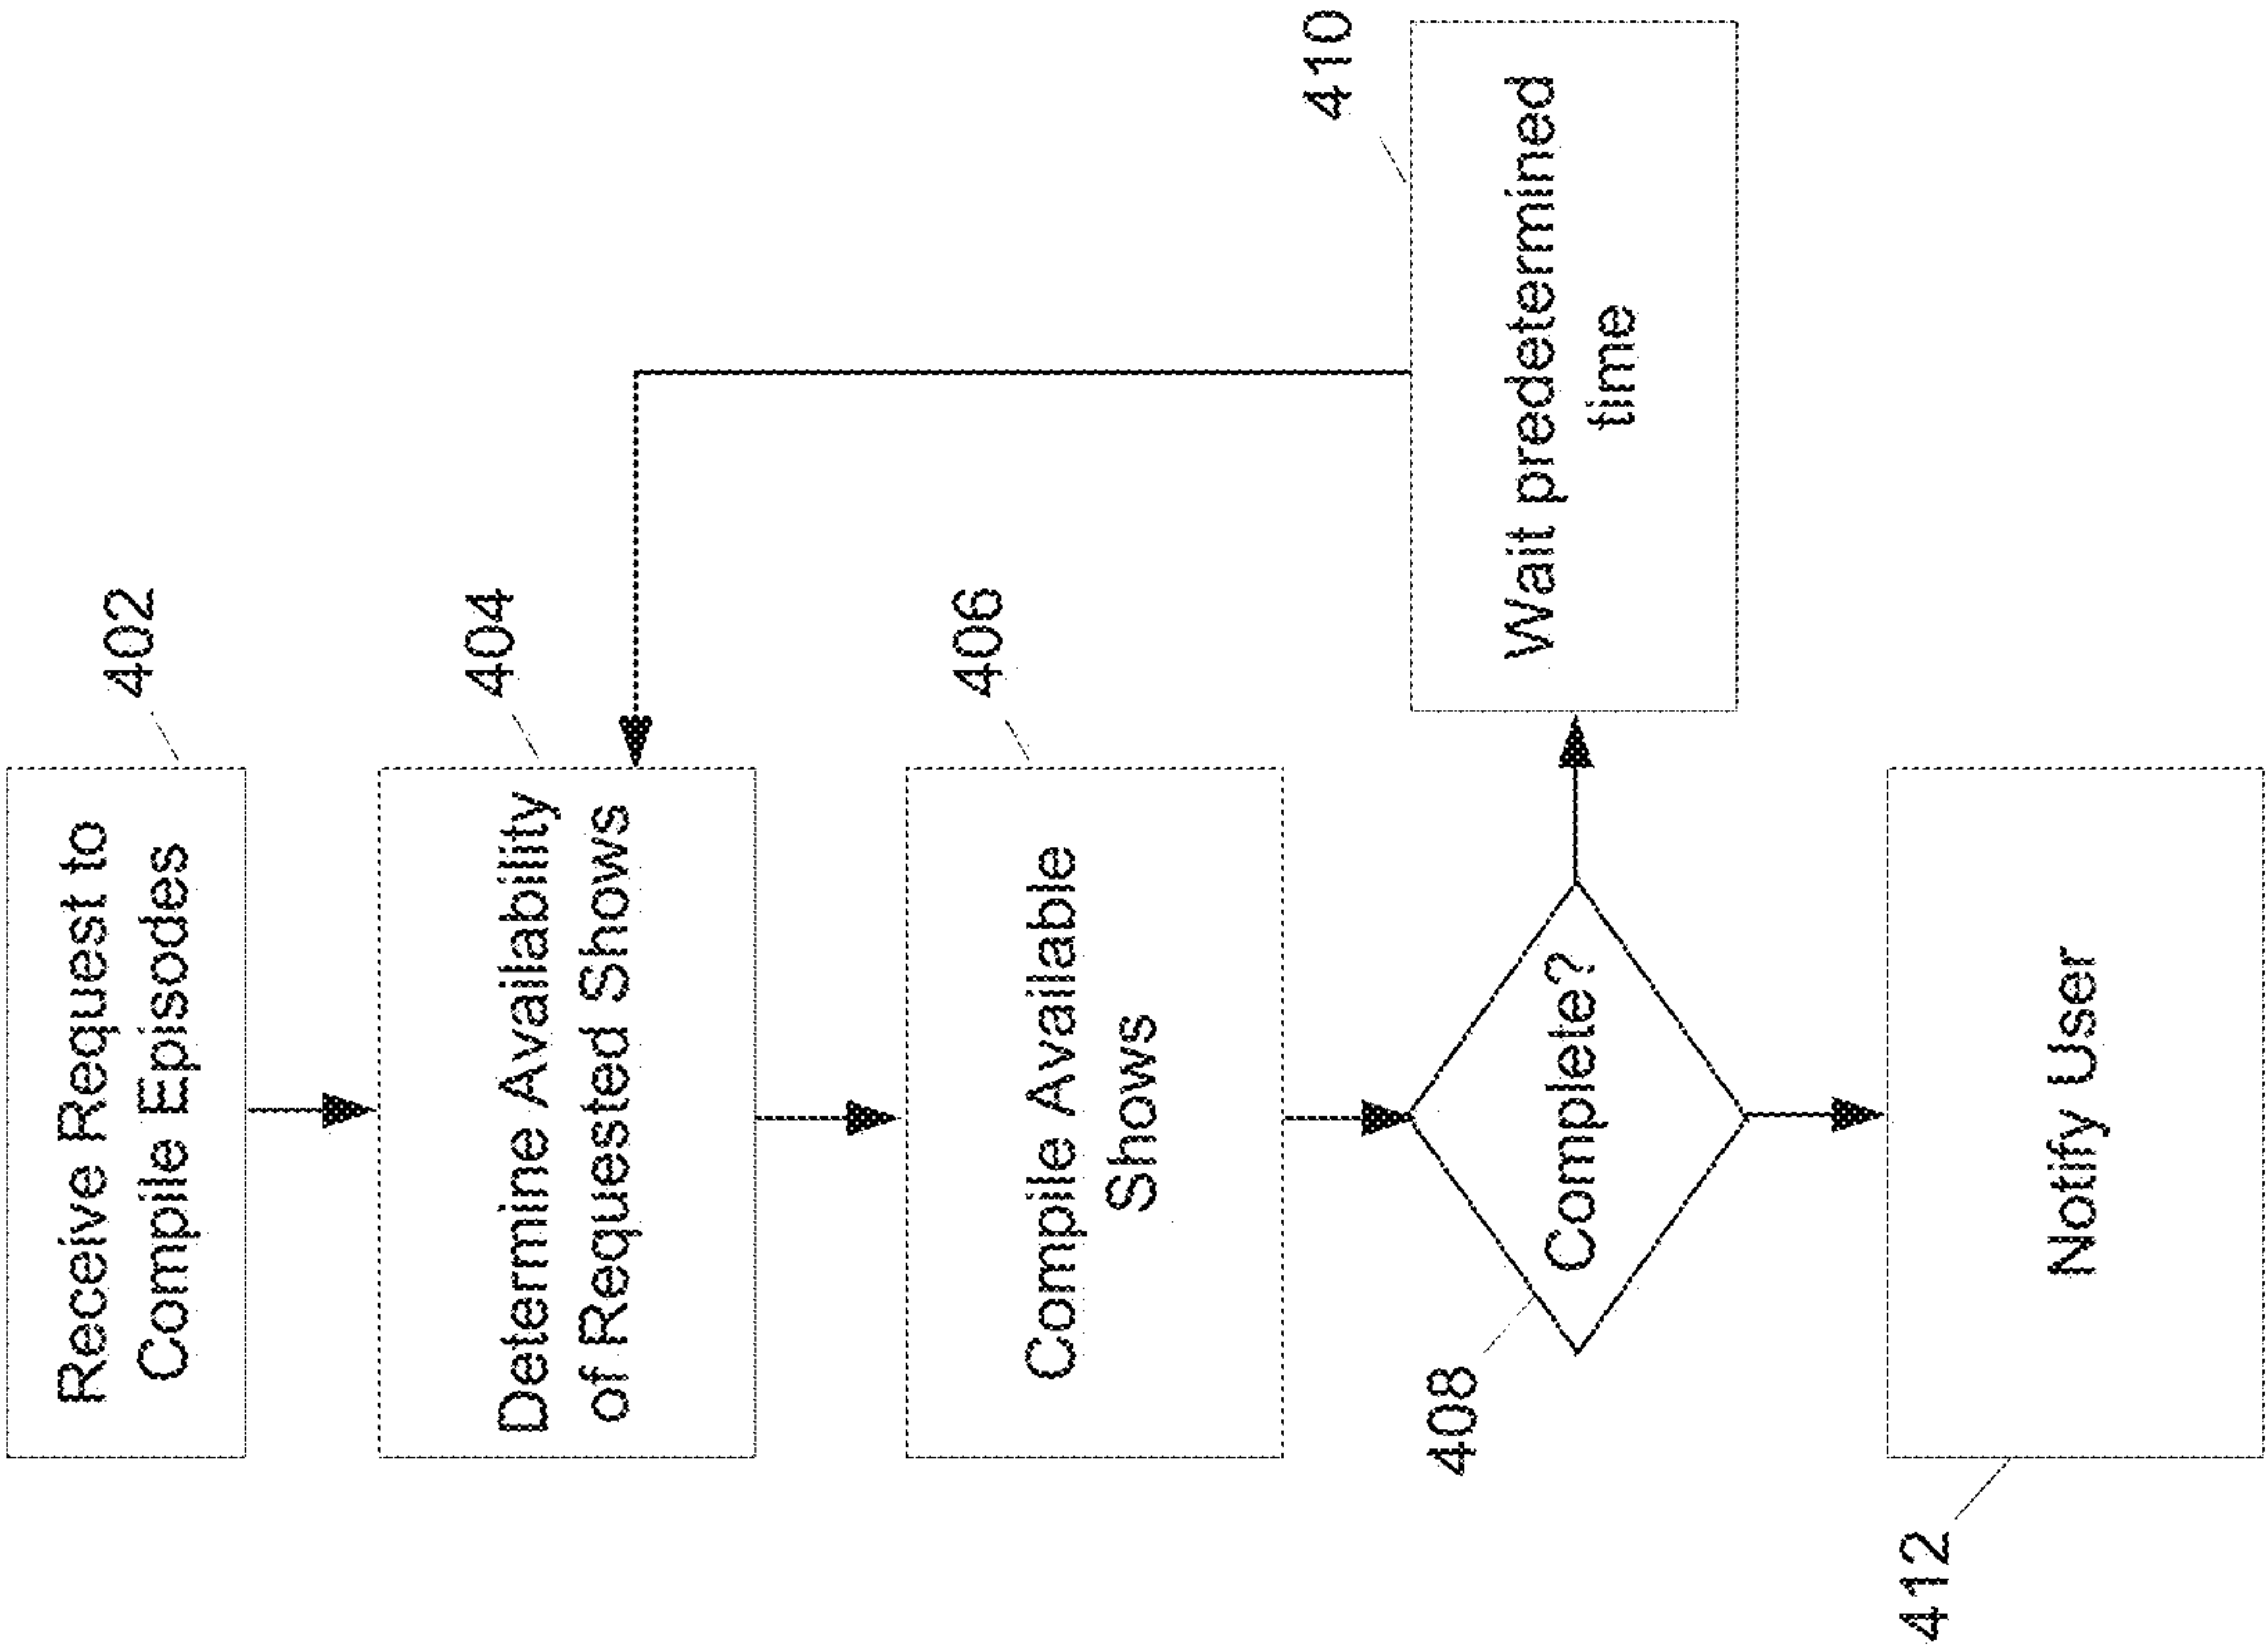 Receive Request to
Compile Episodes
402
Determine Availability
of Requested Shows
404
Compile Available
Shows
406
Complete?
408
Wait predetermined
time
410
Notify User
412